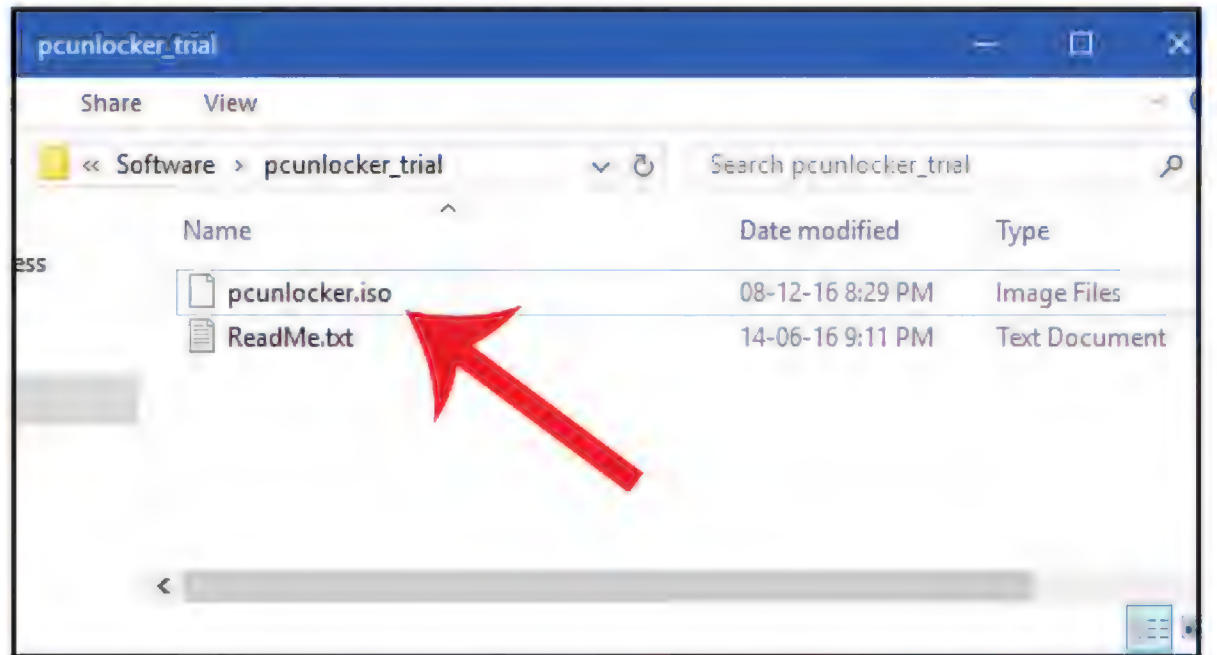 pcunlocker_trial
Share View
« Software > pcunlocker_trial Search pcunlocker_trial
Name Date modified Type
ess
pcunlocker.iso 08-12-16 8:29 PM Image Files
ReadMe.txt 14-06-16 9:11 PM Text Document